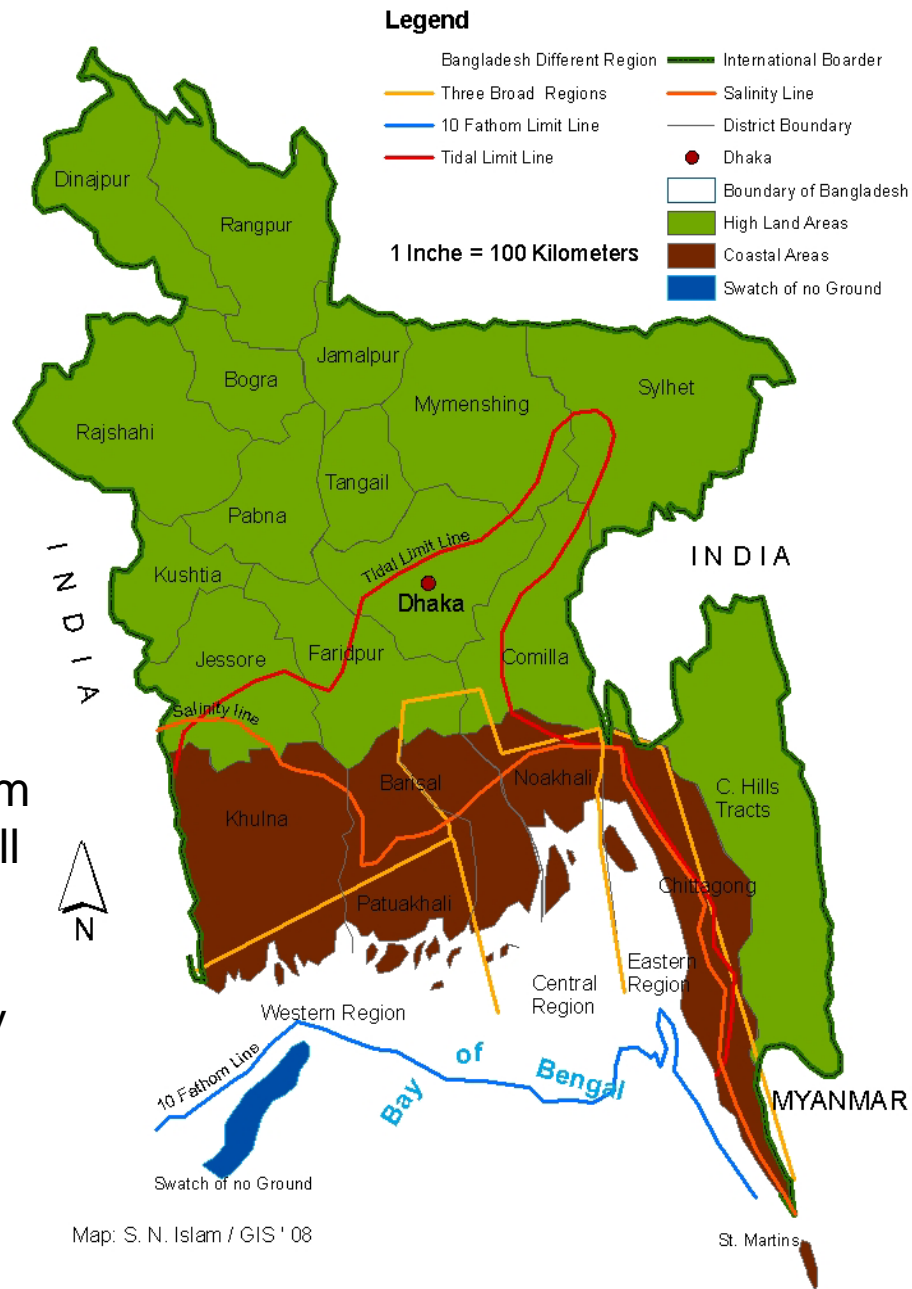 Legend
Bangladesh Different Region
Three Broad Regions
10 Fathom Limit Line
Tidal Limit Line
International Boarder
Salinity Line
District Boundary
Dhaka
Boundary of Bangladesh
High Land Areas
Coastal Areas
Swatch of no Ground
1 Inche = 100 Kilometers
Dinajpur
Rangpur
Jamalpur
Bogra
Sylhet
Mymenshing
Rajshahi
Tangail
Pabna
Tidal Limit Line
INDIA
INDIA
Kushtia
Dhaka
Jessore
Faridpur
Comilla
Salinity line
m
ll
y
Barisal
Noakhali
C. Hills
Tracts
Khulna
Chittagong
Patuakhali
N
Western Region
Central
Region
Eastern
Region
10 Fathom Line
Bay of Bengal
MYANMAR
Swatch of no Ground
Map: S. N. Islam / GIS ' 08
St. Martins